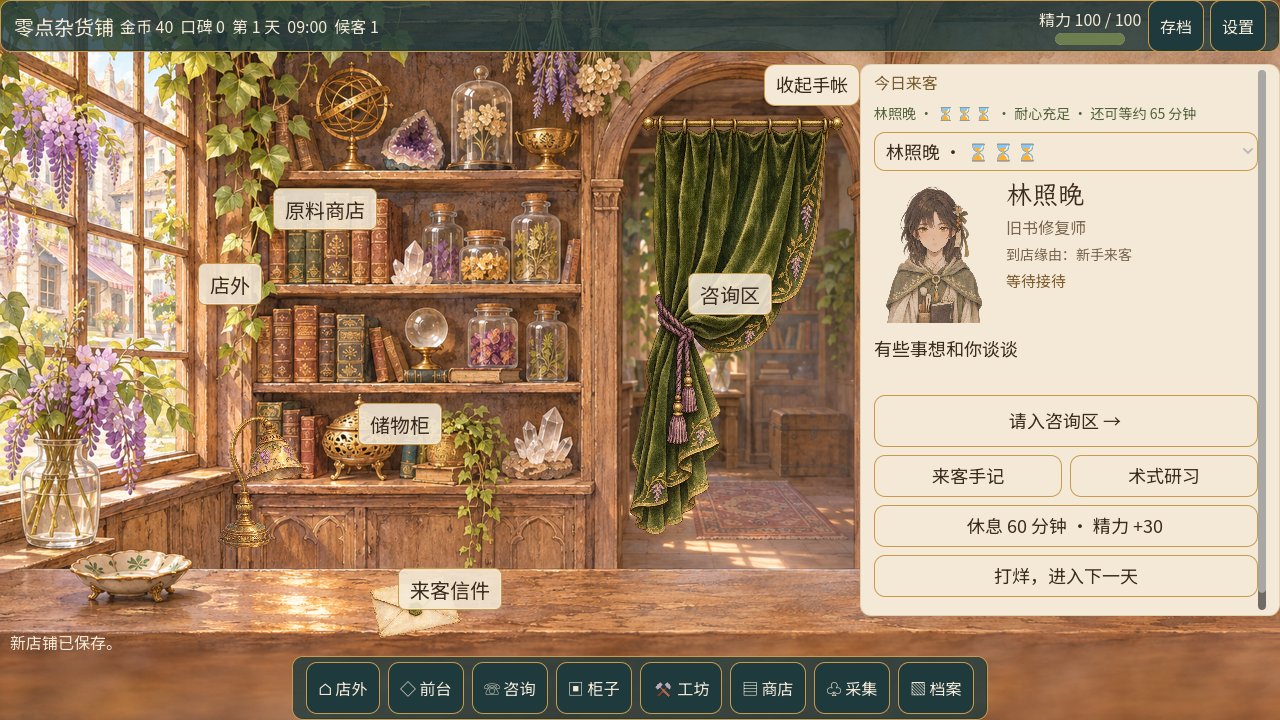 零点杂货铺 金币 40 口碑 0 第 1 天 09:00 候客 1
精力 100 / 100
存档
设置
收起手帐
原料商店
店外
咨询区
储物柜
来客信件
今日来客
林照晚 · ⌛⌛⌛ · 耐心充足 · 还可等约 65 分钟
林照晚 · ⌛⌛⌛
林照晚
旧书修复师
到店缘由：新手来客
等待接待
有些事想和你谈谈
请入咨询区 →
来客手记
术式研习
休息 60 分钟 · 精力 +30
打烊，进入下一天
新店铺已保存。
店外
前台
咨询
柜子
工坊
商店
采集
档案